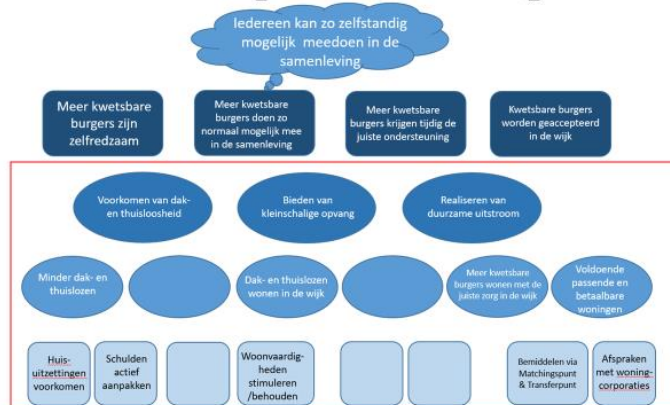 Iedereen kan zo zelfstandig
mogelijk meedoen in de
samenleving
Meer kwetsbare
burgers zijn
zelfredzaam
Meer kwetsbare
burgers doen zo
normaal mogelijk mee
in de samenleving
Meer kwetsbare
burgers krijgen tijdig de
juiste ondersteuning
Kwetsbare burgers
worden geaccepteerd
in de wijk
Voorkomen van dak-
en thuisloosheid
Bieden van
kleinschalige opvang
Realiseren van
duurzame uitstroom
Minder dak- en
thuislozen
Dak- en thuislozen
wonen in de wijk
Meer kwetsbare
burgers wonen met de
juiste zorg in de wijk
Voldoende
passende en
betaalbare
woningen
Huis-
uitzettingen
voorkomen
Schulden
actief
aanpakken
Woonvaardig-
heden
stimuleren
/behouden
Bemiddelen via
Matchingspunt
& Transferpunt
Afspraken
met woning-
corporaties